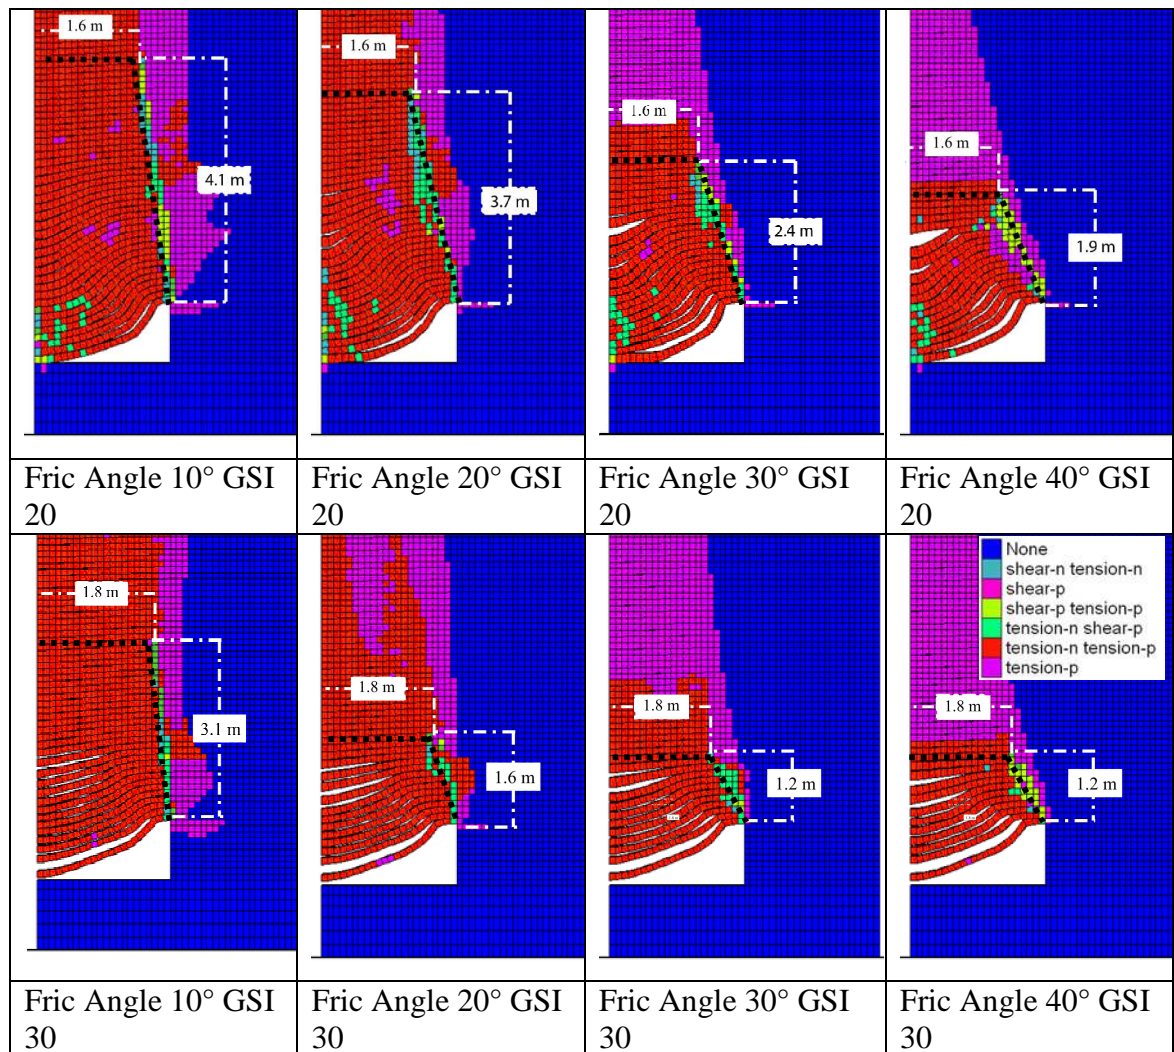 1.6 m
4.1 m
1.6 m
3.7 m
1.6 m
2.4 m
1.6 m
1.9 m
Fric Angle 10° GSI
20
Fric Angle 20° GSI
20
Fric Angle 30° GSI
20
Fric Angle 40° GSI
20
1.8 m
3.1 m
1.8 m
1.6 m
1.8 m
1.2 m
None
shear-n tension-n
shear-p
shear-p tension-p
tension-n shear-p
tension-n tension-p
tension-p
1.8 m
1.2 m
Fric Angle 10° GSI
30
Fric Angle 20° GSI
30
Fric Angle 30° GSI
30
Fric Angle 40° GSI
30